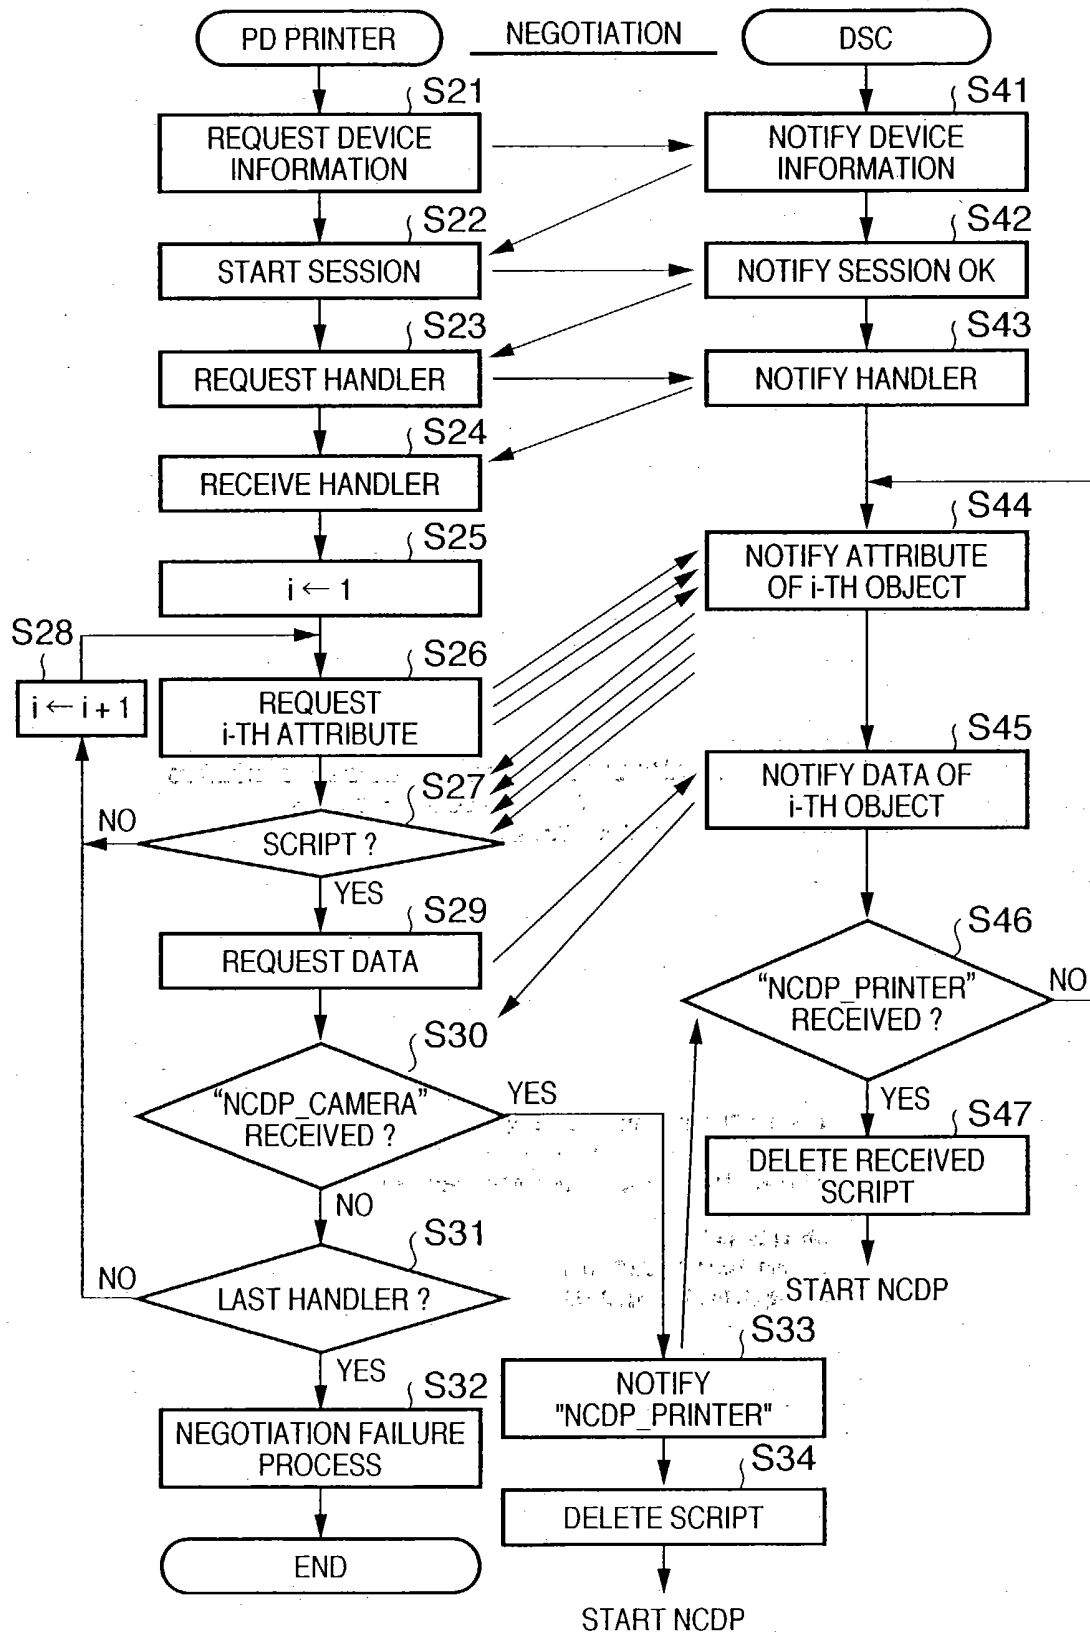 PD PRINTER
NEGOTIATION
DSC
S21
REQUEST DEVICE
INFORMATION
S41
NOTIFY DEVICE
INFORMATION
S22
START SESSION
S42
NOTIFY SESSION OK
S23
REQUEST HANDLER
S43
NOTIFY HANDLER
S24
RECEIVE HANDLER
S44
NOTIFY ATTRIBUTE
OF i-TH OBJECT
S25
i ← 1
S28
i ← i + 1
S26
REQUEST
i-TH ATTRIBUTE
S45
NOTIFY DATA OF
i-TH OBJECT
S27
SCRIPT ?
NO
YES
S29
REQUEST DATA
S46
“NCDP_PRINTER”
RECEIVED ?
NO
YES
S30
“NCDP_CAMERA”
RECEIVED ?
YES
NO
S47
DELETE RECEIVED
SCRIPT
START NCDP
S31
LAST HANDLER ?
NO
YES
S33
NOTIFY
"NCDP_PRINTER"
S32
NEGOTIATION FAILURE
PROCESS
S34
DELETE SCRIPT
END
START NCDP